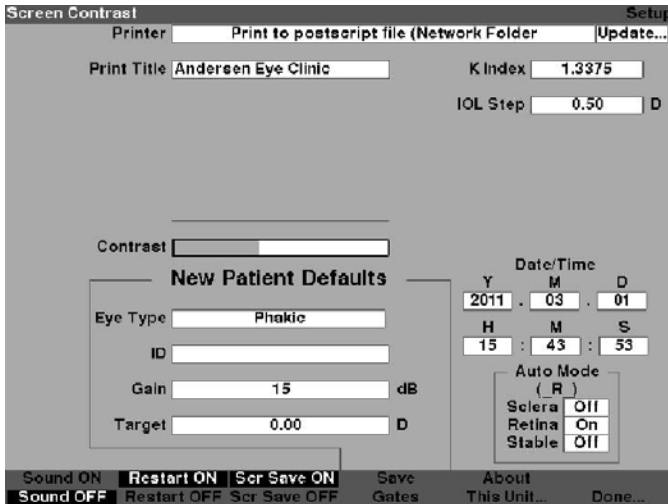 Screen Contrast Setup
Printer Print to postscript file (Network Folder Update...
Print Title Andersen Eye Clinic K Index 1.3375
IOL Step 0.50 D
Contrast
Date/Time
New Patient Defaults
Y M D
2011 . 03 . 01
Eye Type Phakic
H M S
15 : 43 : 53
ID
Auto Mode
(_R_)
Gain 15 dB
Sclera Off
Retina On
Target 0.00 D
Stable Off
Sound ON Restart ON Scr Save ON Save About
Sound OFF Restart OFF Scr Save OFF Gates This Unit... Done...